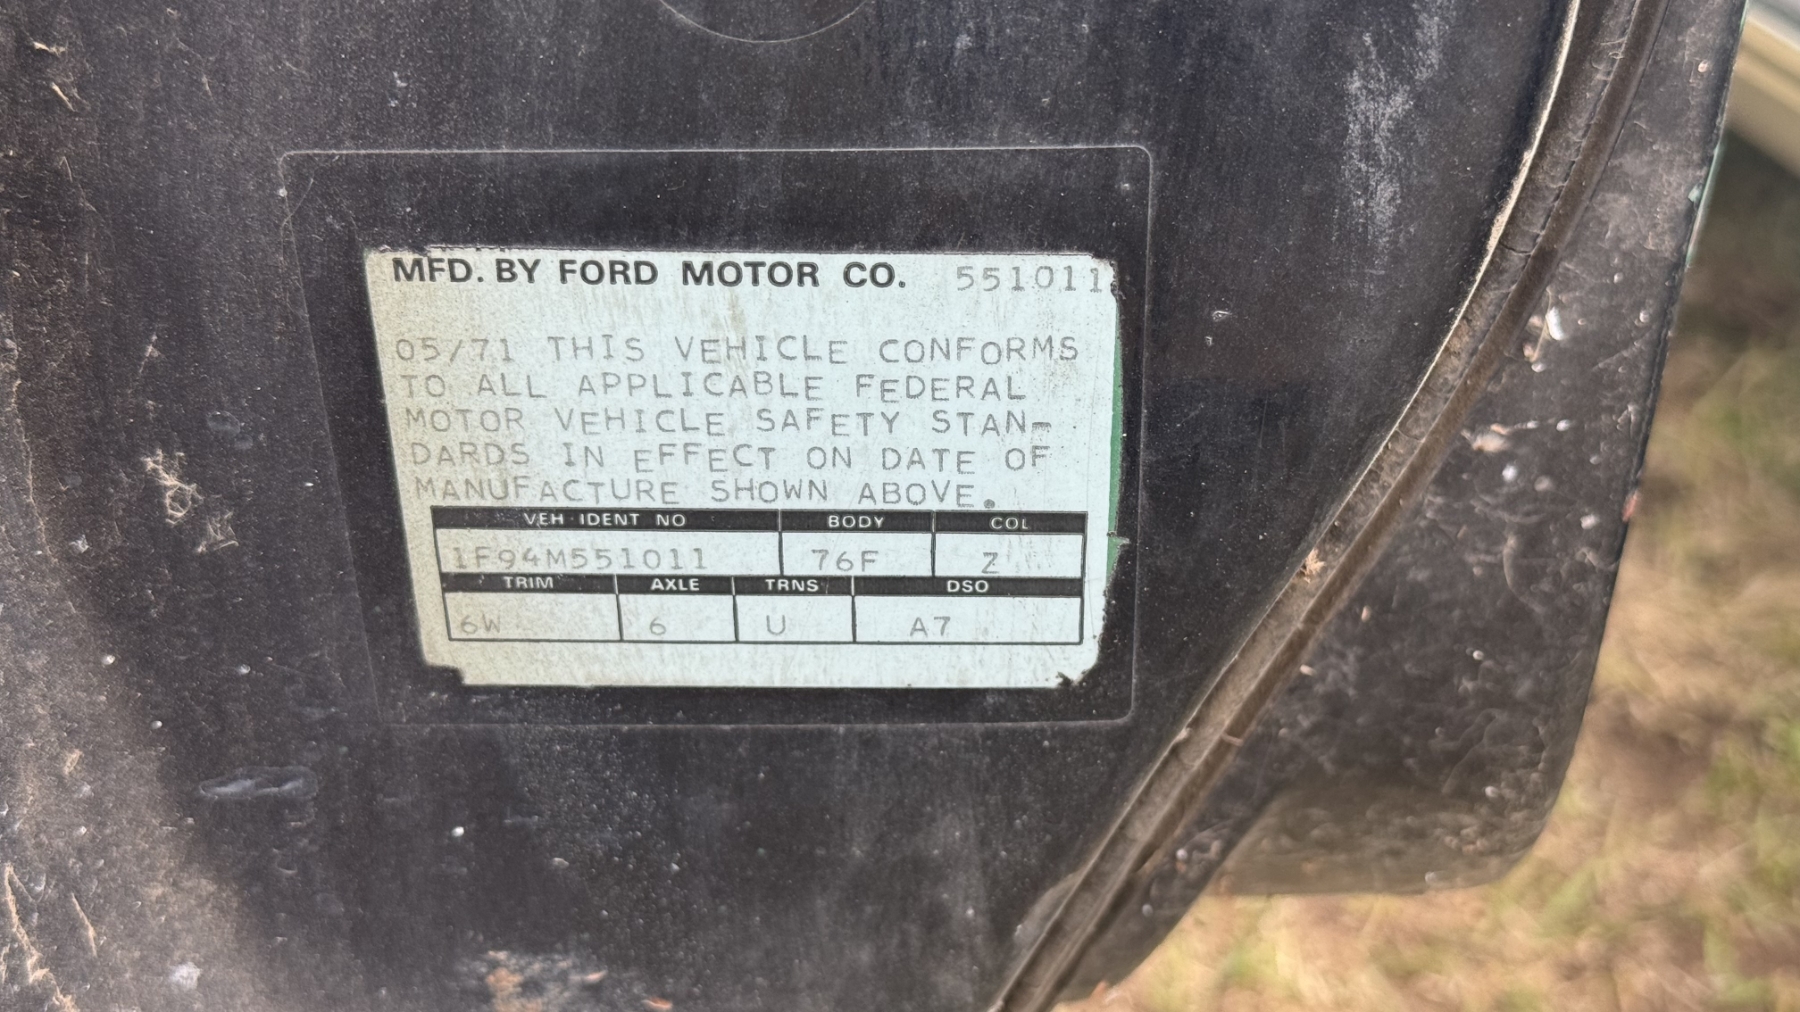 MFD. BY FORD MOTOR CO. 551011
05/71 THIS VEHICLE CONFORMS
TO ALL APPLICABLE FEDERAL
MOTOR VEHICLE SAFETY STAN-
DARDS IN EFFECT ON DATE OF
MANUFACTURE SHOWN ABOVE.
VEH IDENT NO BODY COL
1F94M551011 76F Z
TRIM AXLE TRNS DSO
6W 6 U A7